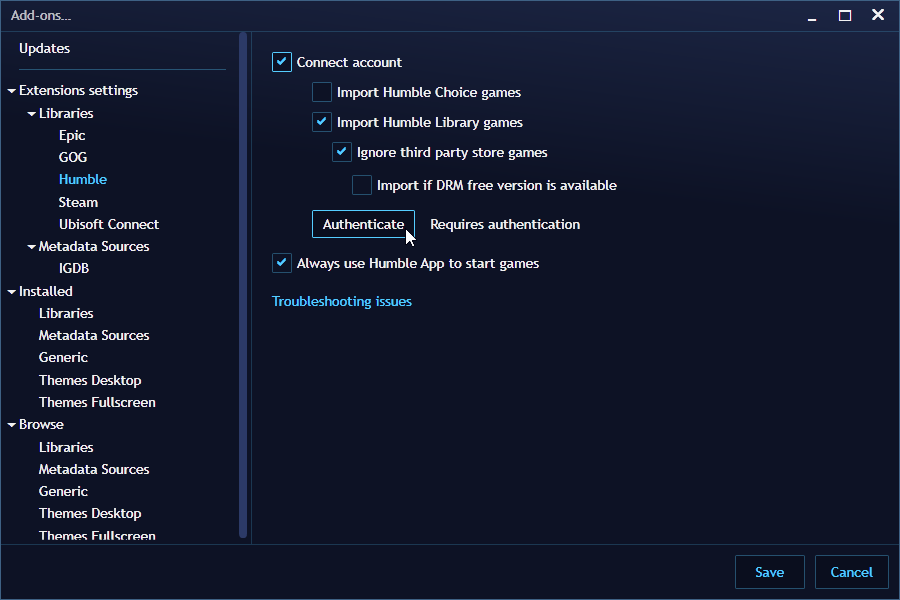 Add-ons...
Updates
Extensions settings
Libraries
Epic
GOG
Humble
Steam
Ubisoft Connect
Metadata Sources
IGDB
Installed
Libraries
Metadata Sources
Generic
Themes Desktop
Themes Fullscreen
Browse
Libraries
Metadata Sources
Generic
Themes Desktop
Themes Fullscreen
Connect account
Import Humble Choice games
Import Humble Library games
Ignore third party store games
Import if DRM free version is available
Authenticate Requires authentication
Always use Humble App to start games
Troubleshooting issues
Save Cancel